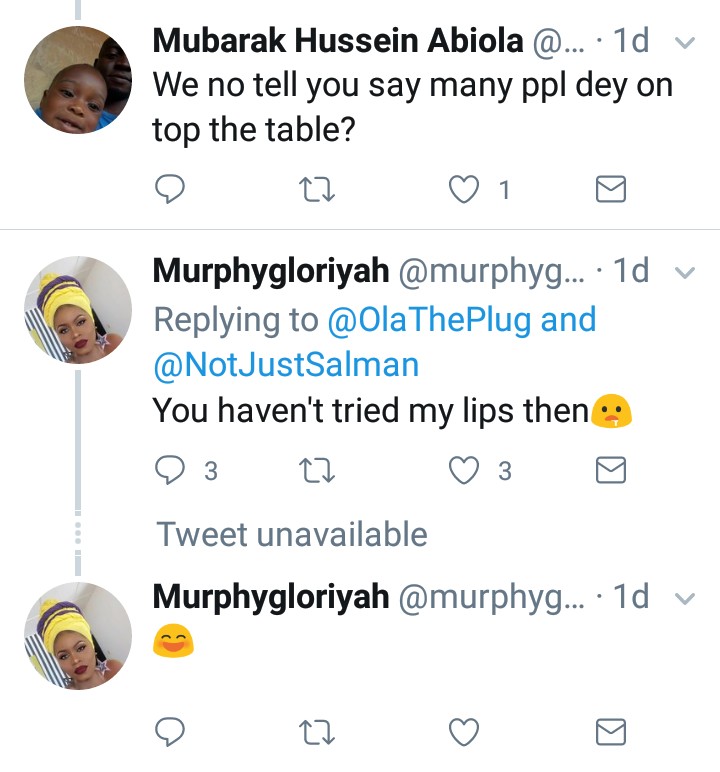 Mubarak Hussein Abiola @... · 1d
We no tell you say many ppl dey on
top the table?
1
Murphygloriyah @murphyg... · 1d
Replying to @OlaThePlug and
@NotJustSalman
You haven't tried my lips then
3 3
Tweet unavailable
Murphygloriyah @murphyg... · 1d